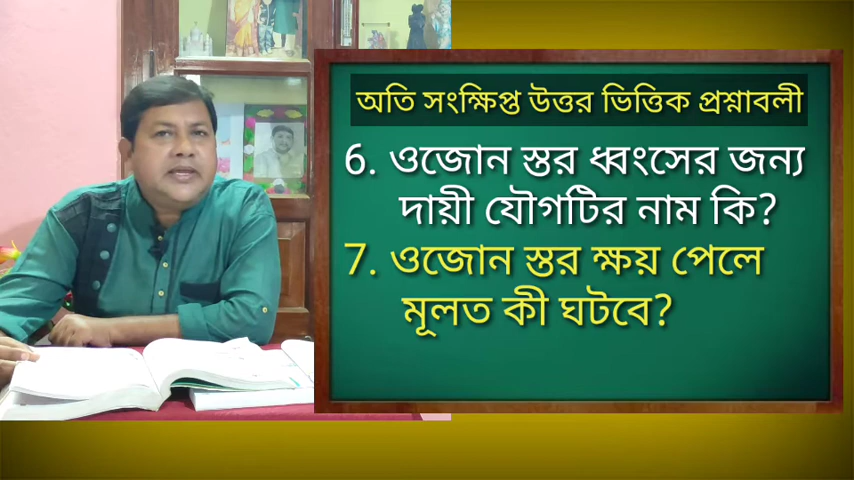 অতি সংক্ষিপ্ত উত্তর ভিত্তিক প্রশ্নাবলী
6. ওজোন স্তর ধ্বংসের জন্য
দায়ী যৌগটির নাম কি?
7. ওজোন স্তর ক্ষয় পেলে
মূলত কী ঘটবে?